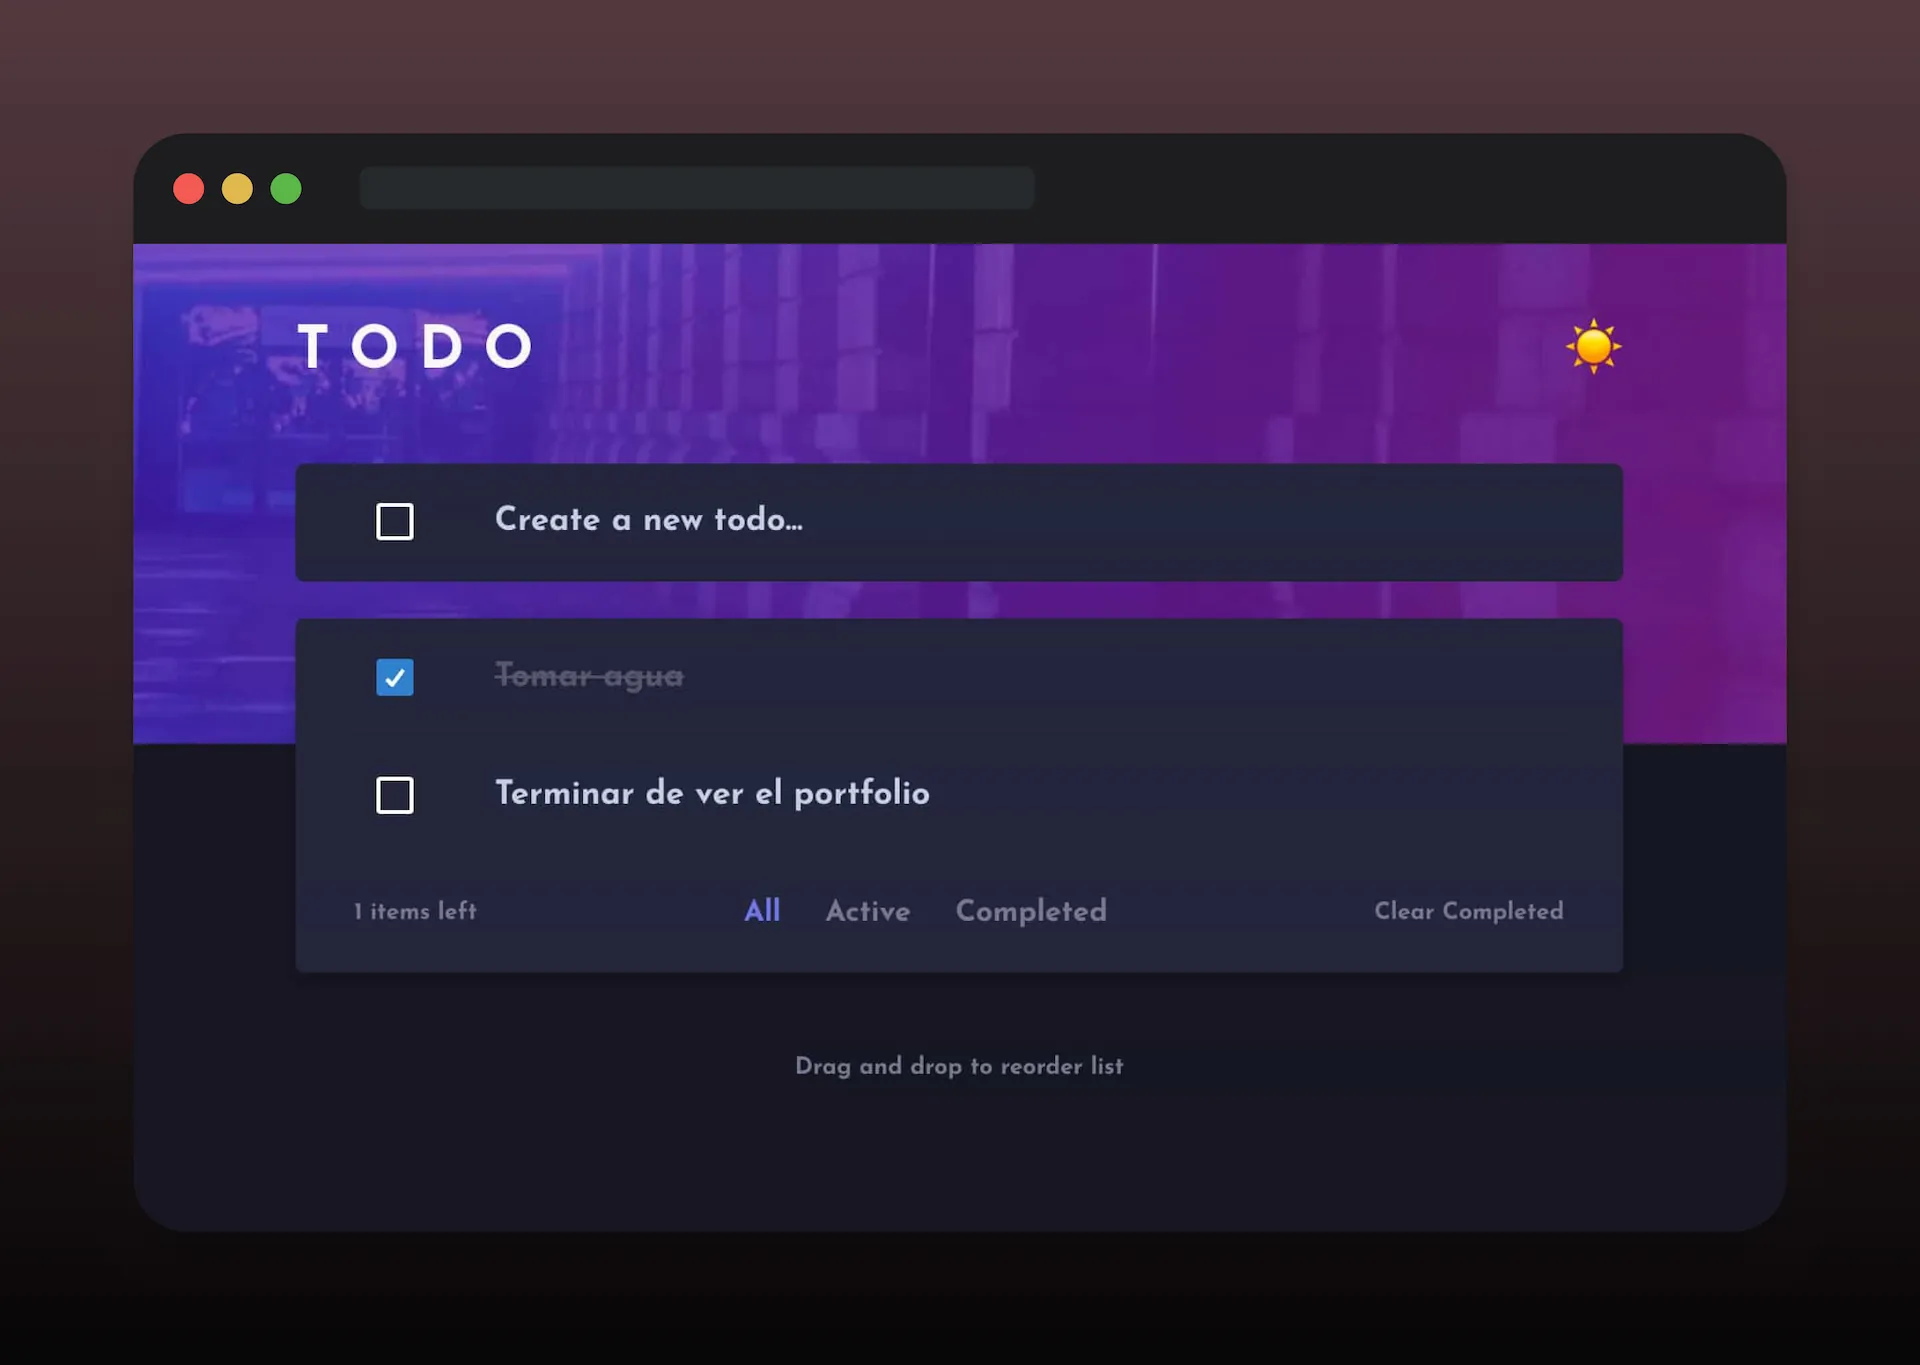 TODO
Create a new todo...
Tomar agua
Terminar de ver el portfolio
1 items left All Active Completed Clear Completed
Drag and drop to reorder list